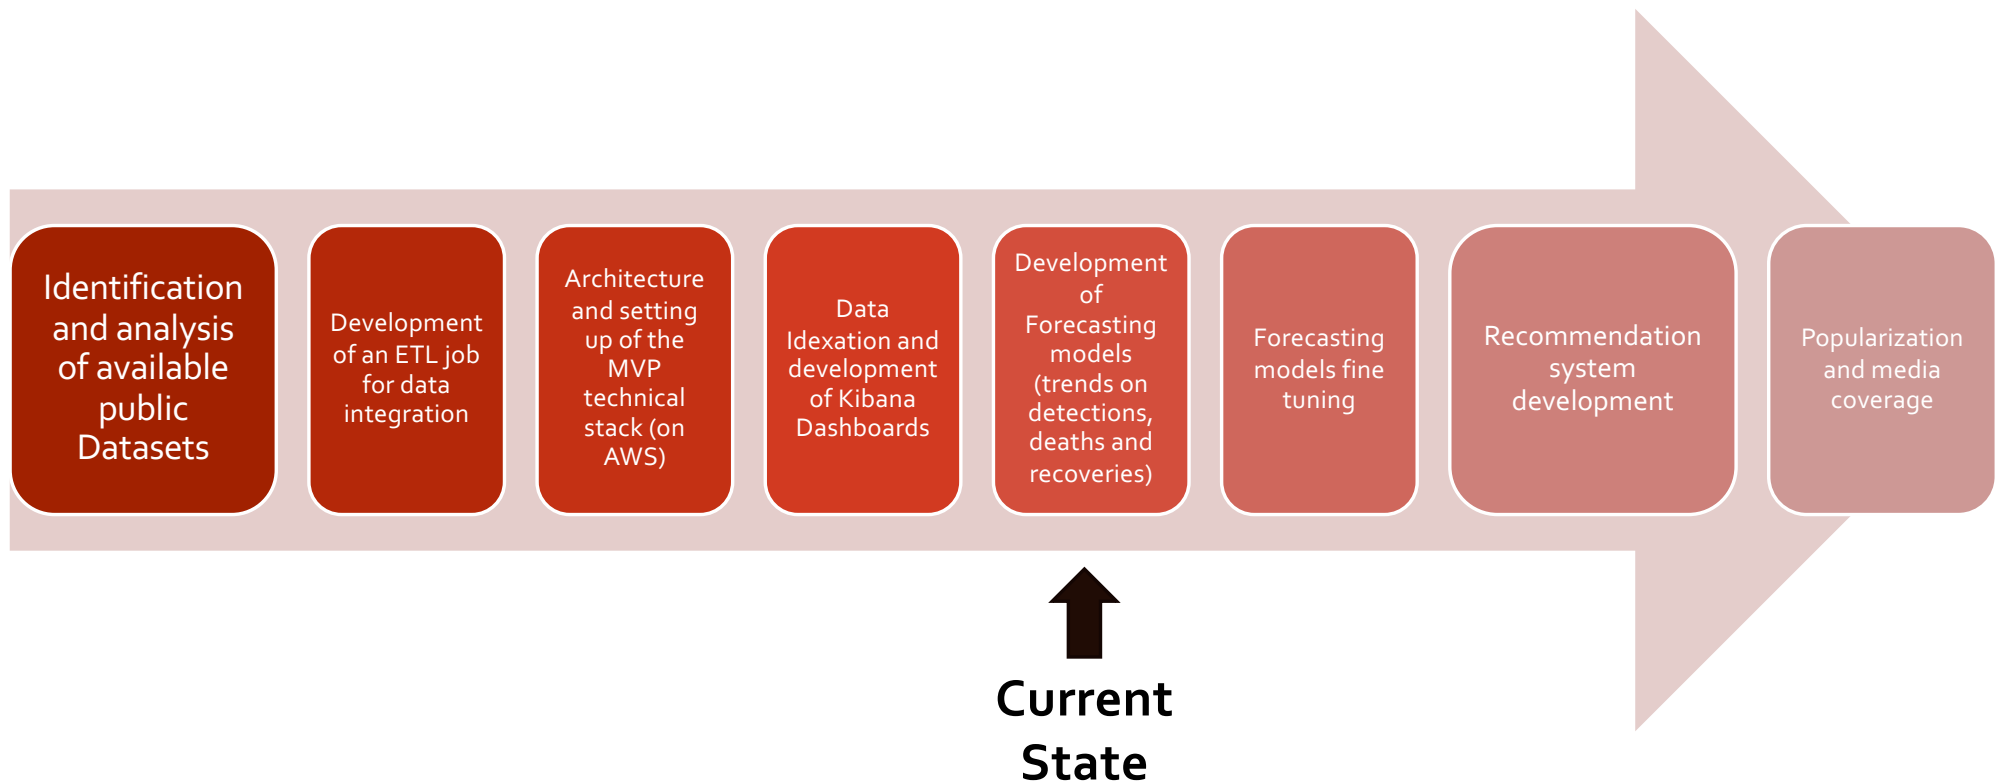 Identification
and analysis
of available
public
Datasets
Development
of an ETL job
for data
integration
Architecture
and setting
up of the
MVP
technical
stack (on
AWS)
Data
Idexation and
development
of Kibana
Dashboards
Development
of
Forecasting
models
(trends on
detections,
deaths and
recoveries)
Forecasting
models fine
tuning
Recommendation
system
development
Popularization
and media
coverage
Current
State